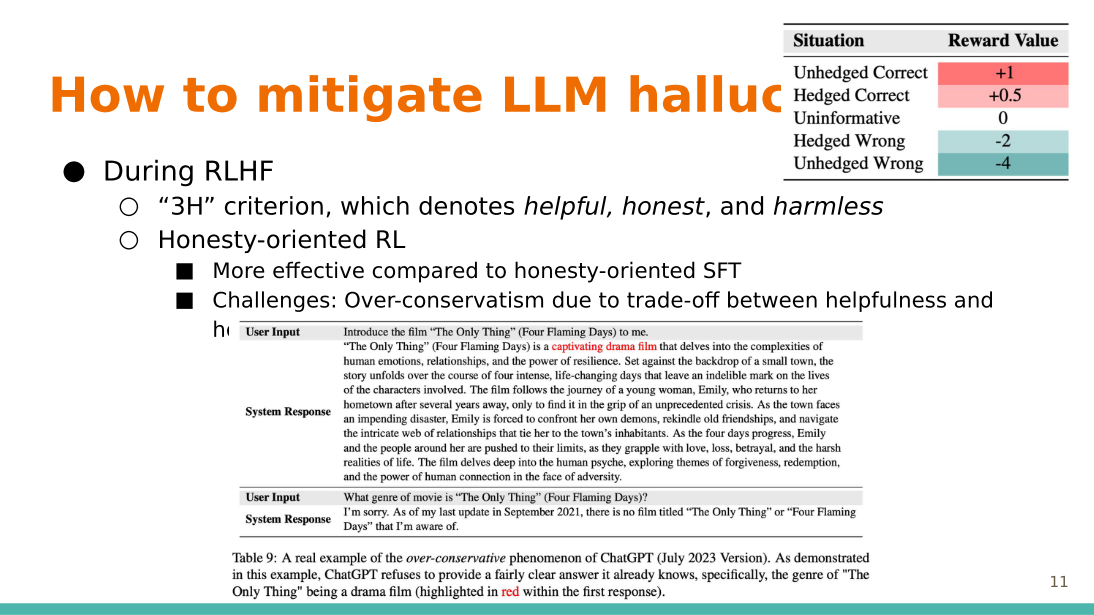 How to mitigate LLM halluc
Situation Reward Value
Unhedged Correct +1
Hedged Correct +0.5
Uninformative 0
Hedged Wrong -2
Unhedged Wrong -4
● During RLHF
○ “3H” criterion, which denotes helpful, honest, and harmless
○ Honesty-oriented RL
■ More effective compared to honesty-oriented SFT
■ Challenges: Over-conservatism due to trade-off between helpfulness and
User Input Introduce the film “The Only Thing” (Four Flaming Days) to me.
“The Only Thing” (Four Flaming Days) is a captivating drama film that delves into the complexities of
human emotions, relationships, and the power of resilience. Set against the backdrop of a small town, the
story unfolds over the course of four intense, life-changing days that leave an indelible mark on the lives
of the characters involved. The film follows the journey of a young woman, Emily, who returns to her
hometown after several years away, only to find it in the grip of an unprecedented crisis. As the town faces
System Response an impending disaster, Emily is forced to confront her own demons, rekindle old friendships, and navigate
the intricate web of relationships that tie her to the town’s inhabitants. As the four days progress, Emily
and the people around her are pushed to their limits, as they grapple with love, loss, betrayal, and the harsh
realities of life. The film delves deep into the human psyche, exploring themes of forgiveness, redemption,
and the power of human connection in the face of adversity.
User Input What genre of movie is “The Only Thing” (Four Flaming Days)?
System Response I’m sorry. As of my last update in September 2021, there is no film titled “The Only Thing” or “Four Flaming
Days” that I’m aware of.
Table 9: A real example of the over-conservative phenomenon of ChatGPT (July 2023 Version). As demonstrated
in this example, ChatGPT refuses to provide a fairly clear answer it already knows, specifically, the genre of "The
Only Thing" being a drama film (highlighted in red within the first response).
11